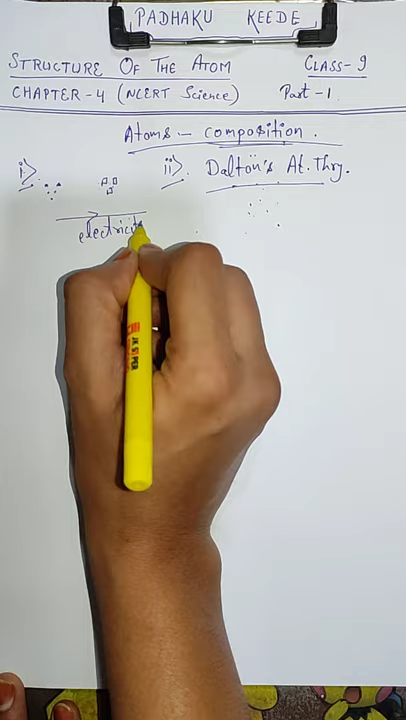 PADHAKU KEEDE
STRUCTURE OF THE ATOM CLASS-9
CHAPTER-4 (NCERT Science) Part-1.
Atoms - composition.
i> ii> Dalton's At. Thry.
electricit